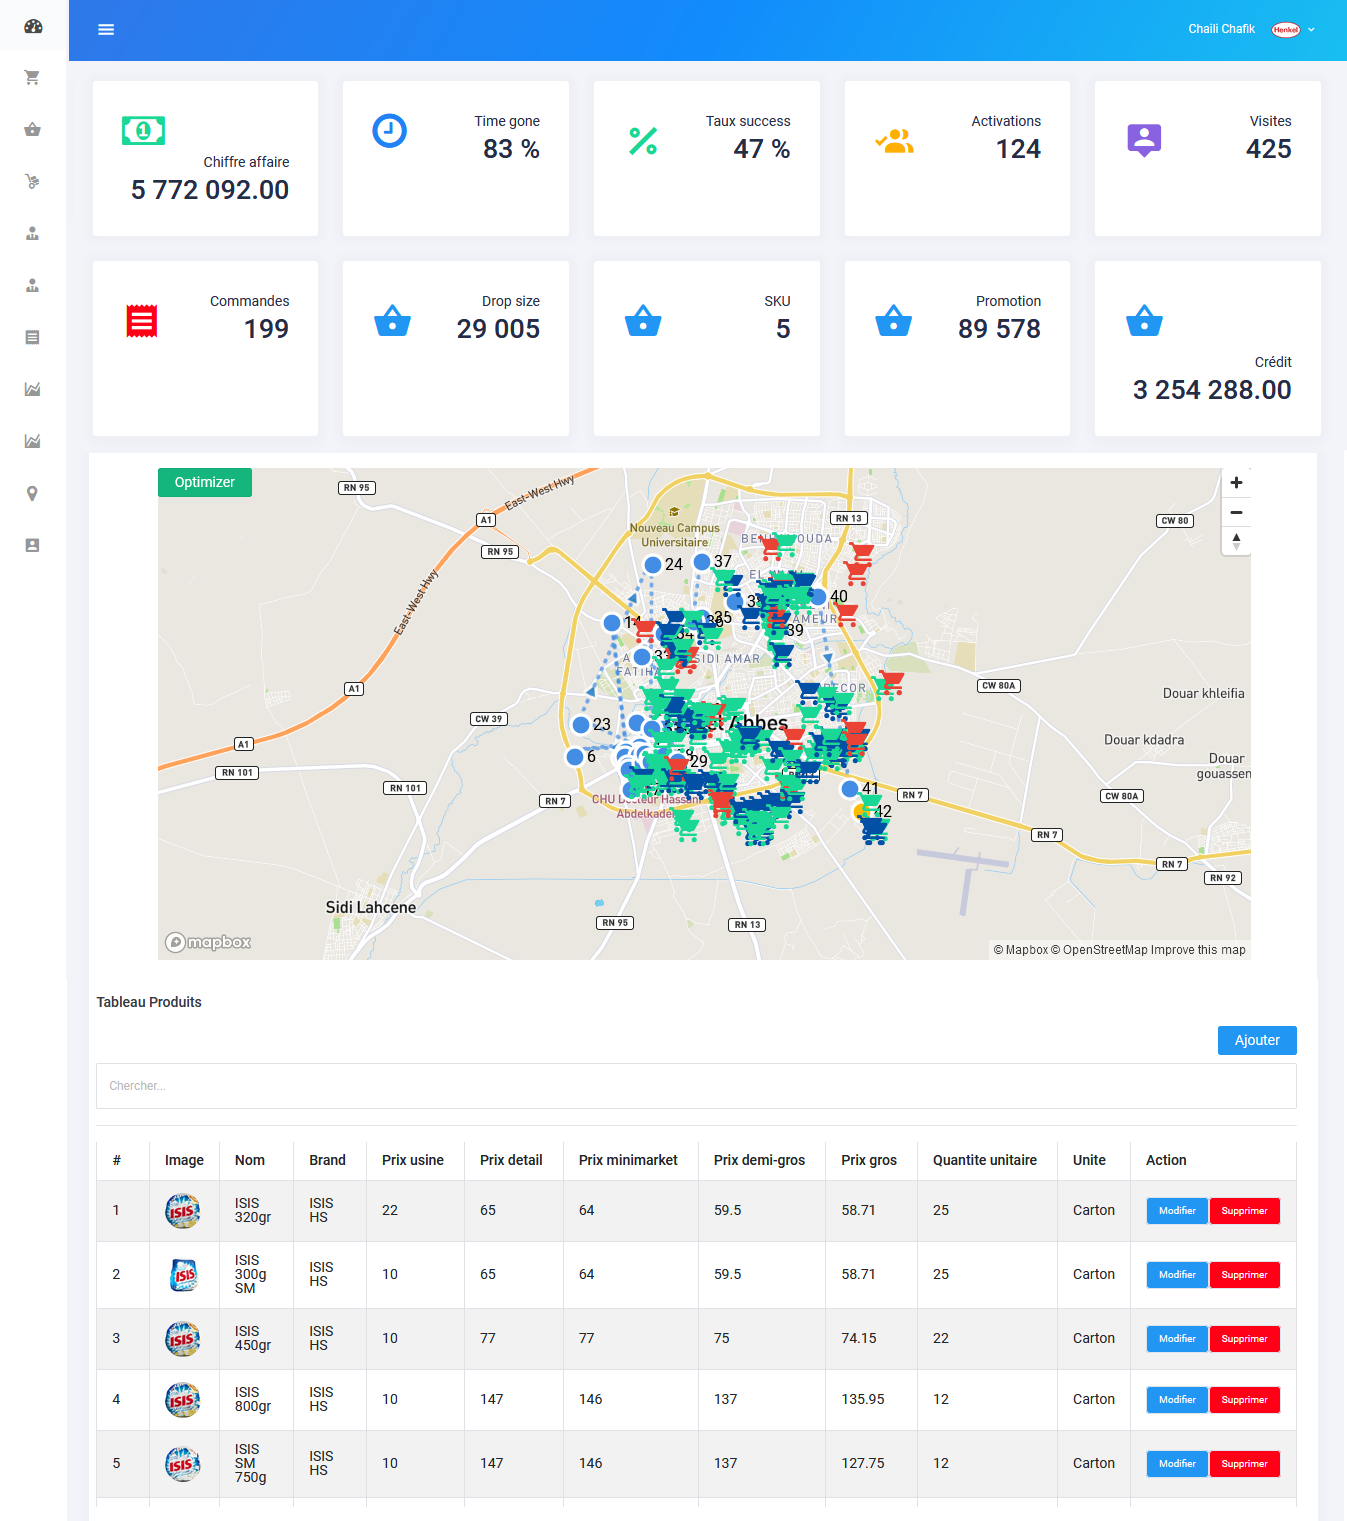 Chaili Chafik
Henkel
Chiffre affaire
5 772 092.00
Time gone
83 %
Taux success
47 %
Activations
124
Visites
425
Commandes
199
Drop size
29 005
SKU
5
Promotion
89 578
Crédit
3 254 288.00
Optimizer
RN 95
East-West Hwy
A1
RN 95
Nouveau Campus
Universitaire
RN 13
CW 80
24
37
40
35
39
SIDI AMAR
East-West Hwy
A1
CW 80A
Douar khleifia
CW 39
23
Abbes
Douar kdadra
A1
6
29
Douar
gouassen
RN 101
RN 101
RN 7
CHU Docteur Hassani
Abdelkader
41
RN 7
CW 80A
42
RN 7
RN 7
RN 92
Sidi Lahcene
RN 95
RN 13
mapbox
© Mapbox © OpenStreetMap Improve this map
Tableau Produits
Ajouter
Chercher...
# Image Nom Brand Prix usine Prix detail Prix minimarket Prix demi-gros Prix gros Quantite unitaire Unite Action
1 ISIS ISIS 320gr ISIS HS 22 65 64 59.5 58.71 25 Carton Modifier Supprimer
2 ISIS ISIS 300g SM ISIS HS 10 65 64 59.5 58.71 25 Carton Modifier Supprimer
3 ISIS ISIS 450gr ISIS HS 10 77 77 75 74.15 22 Carton Modifier Supprimer
4 ISIS ISIS 800gr ISIS HS 10 147 146 137 135.95 12 Carton Modifier Supprimer
5 ISIS ISIS SM 750g ISIS HS 10 147 146 137 127.75 12 Carton Modifier Supprimer